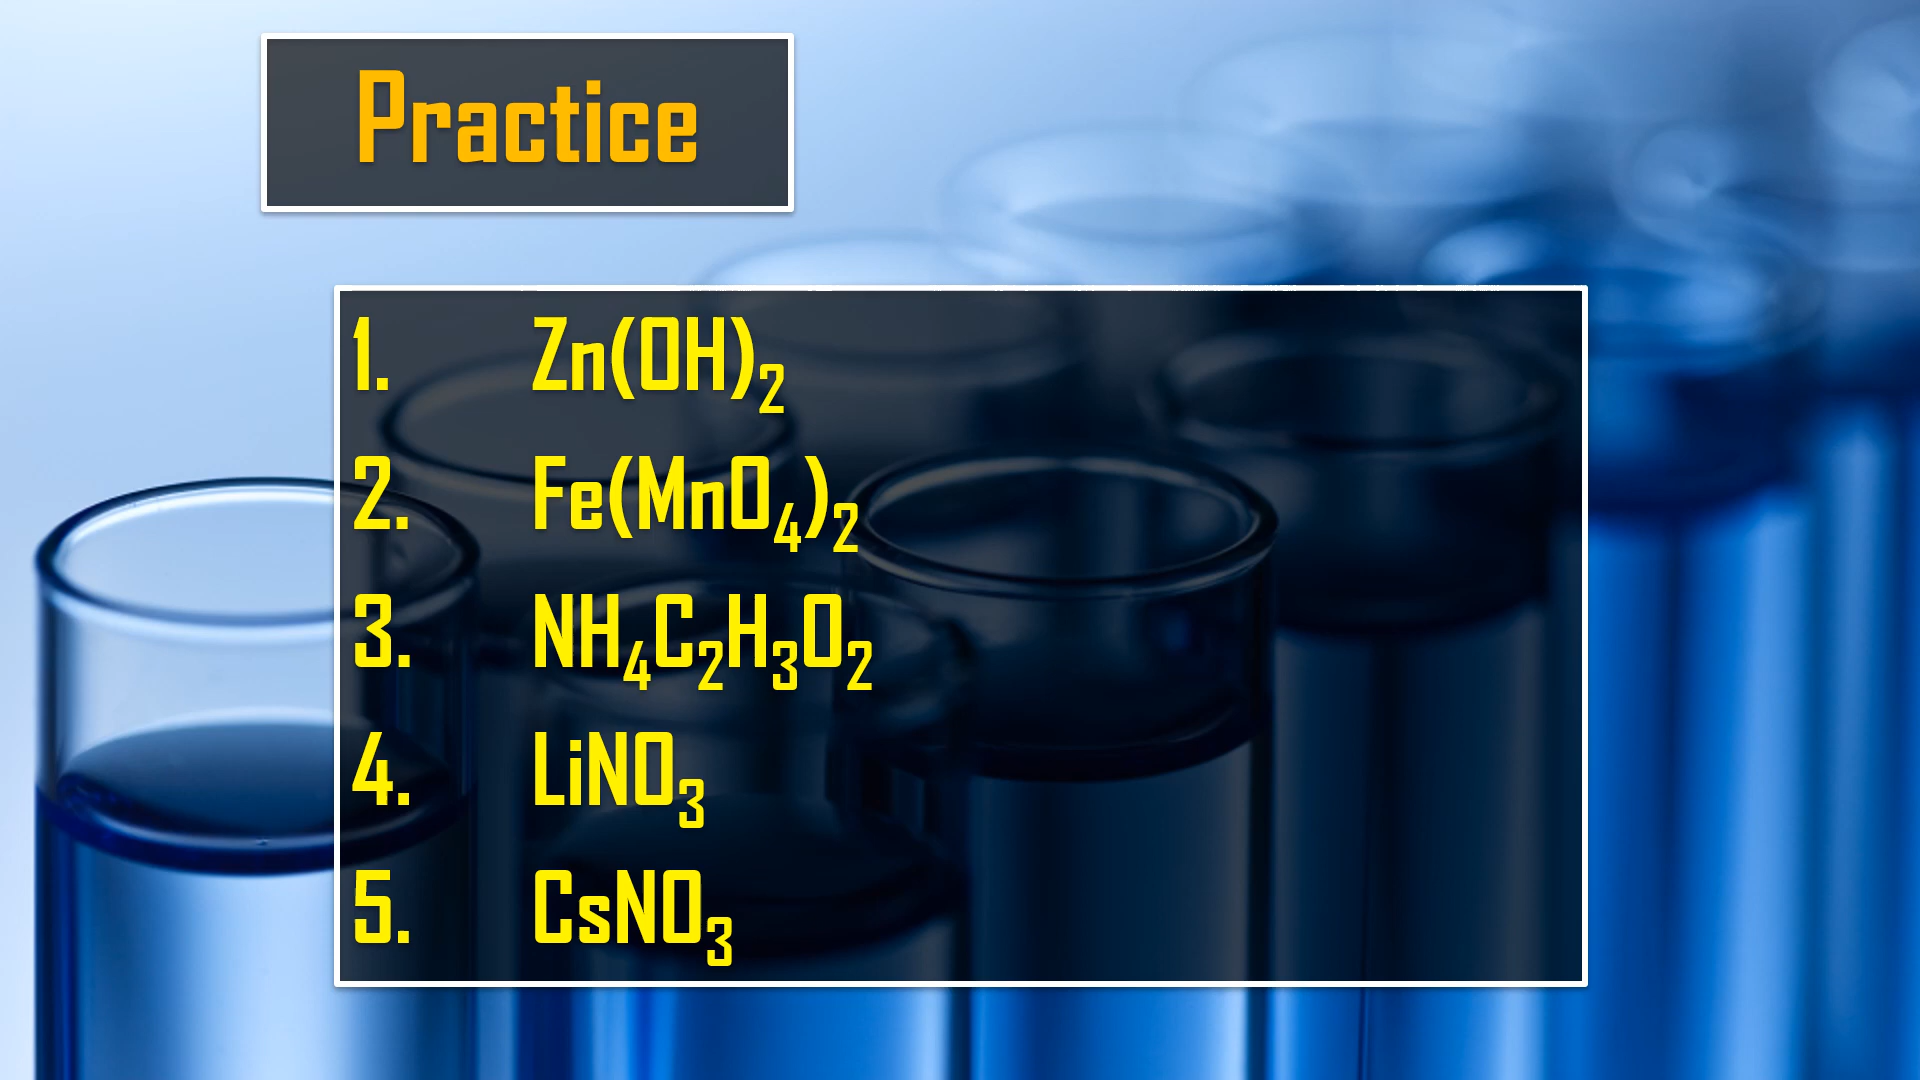 Practice
1. Zn(OH)₂
2. Fe(MnO₄)₂
3. NH₄C₂H₃O₂
4. LiNO₃
5. CsNO₃